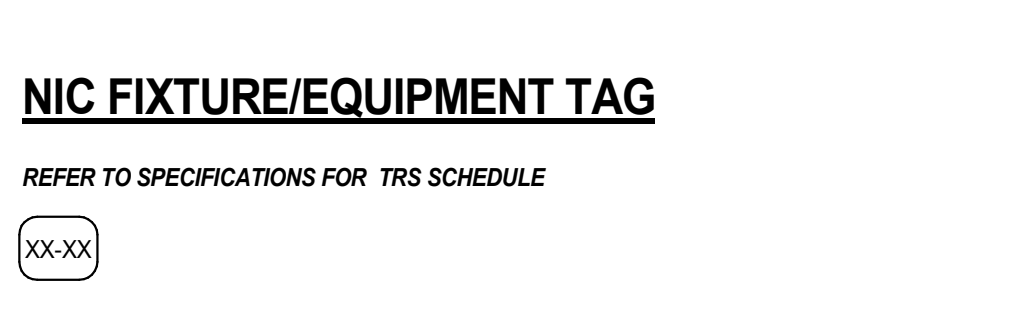 NIC FIXTURE/EQUIPMENT TAG
REFER TO SPECIFICATIONS FOR TRS SCHEDULE
XX-XX